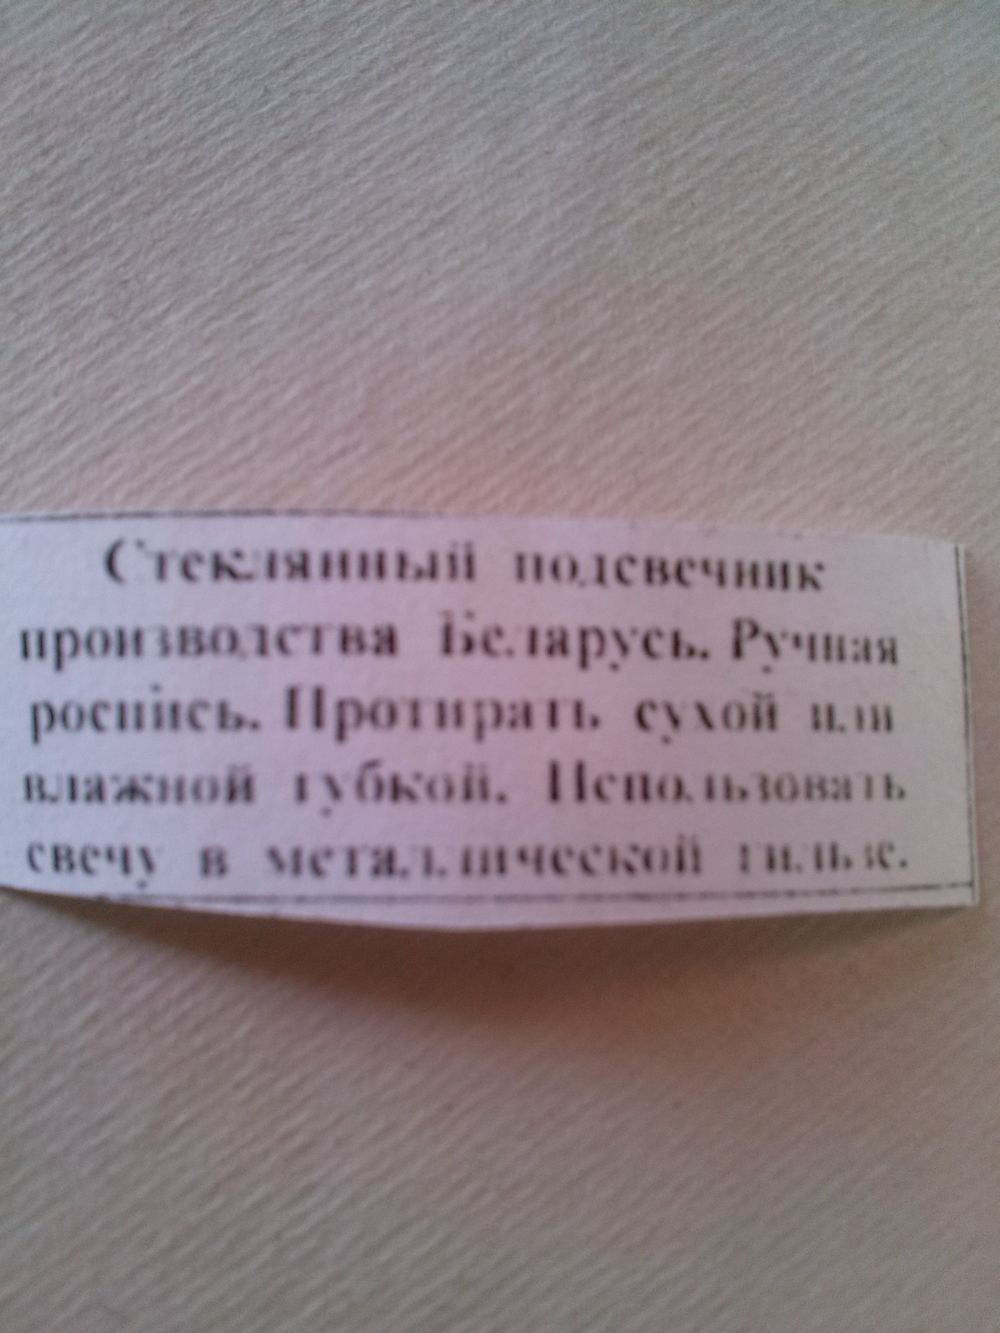 Стеклянный подсвечник
производства Беларусь. Ручная
роспись. Протирать сухой или
влажной губкой. Использовать
свечу в металлической гильзе.